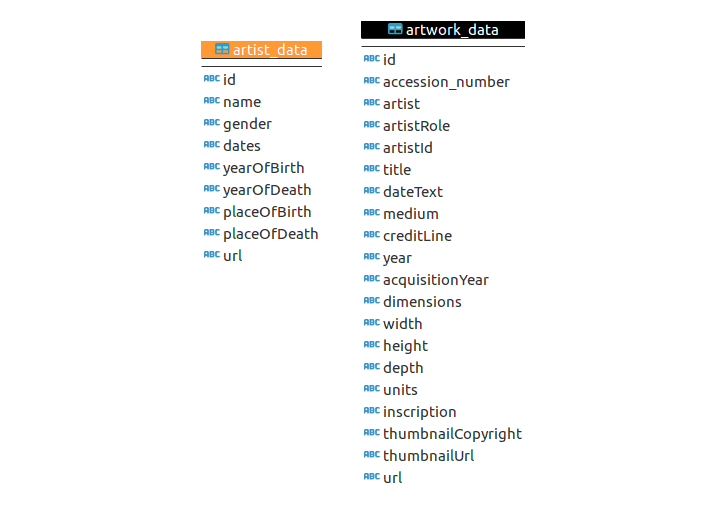 artist_data
ABC id
ABC name
ABC gender
ABC dates
ABC yearOfBirth
ABC yearOfDeath
ABC placeOfBirth
ABC placeOfDeath
ABC url
artwork_data
ABC id
ABC accession_number
ABC artist
ABC artistRole
ABC artistId
ABC title
ABC dateText
ABC medium
ABC creditLine
ABC year
ABC acquisitionYear
ABC dimensions
ABC width
ABC height
ABC depth
ABC units
ABC inscription
ABC thumbnailCopyright
ABC thumbnailUrl
ABC url